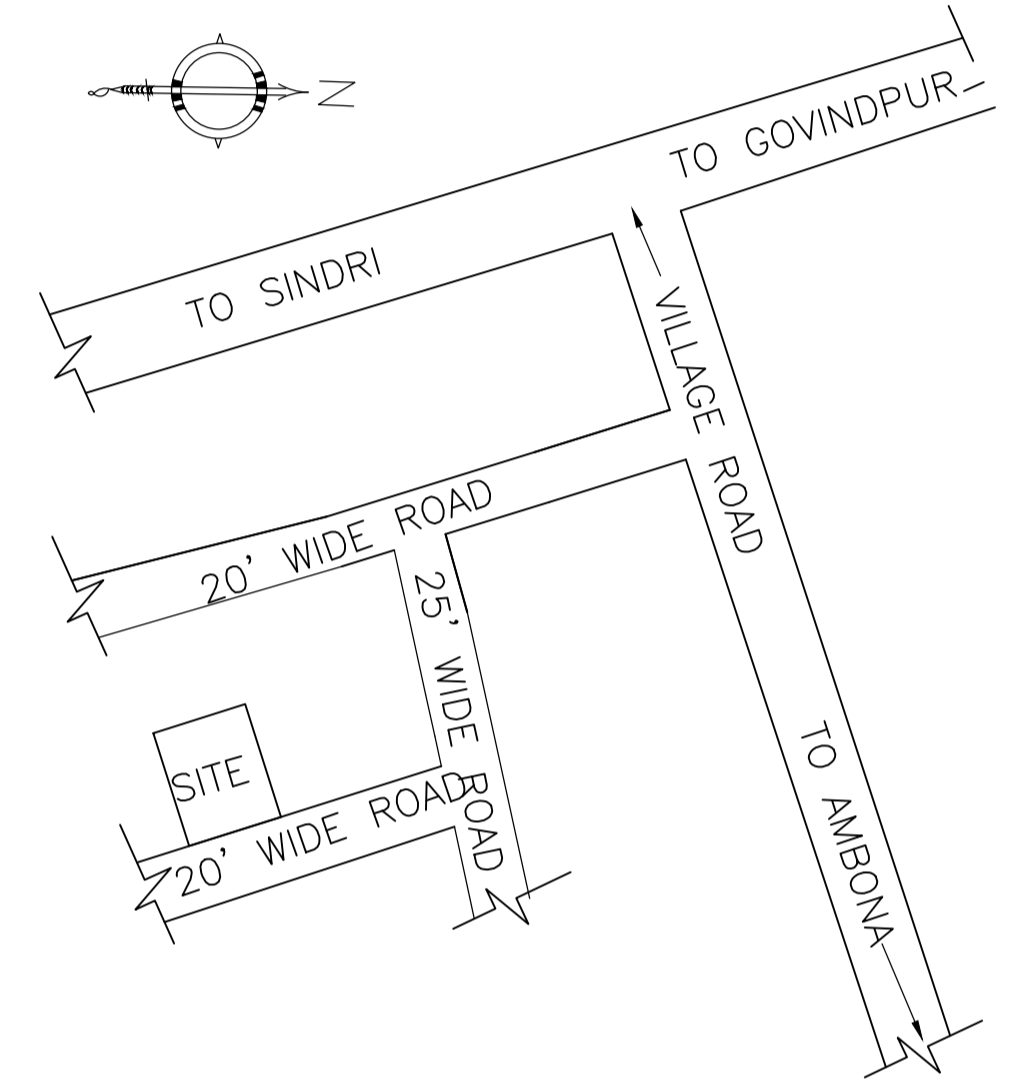 N
TO GOVINDPUR
TO SINDRI
VILLAGE ROAD
20' WIDE ROAD
25' WIDE ROAD
SITE
20' WIDE ROAD
TO AMBONA